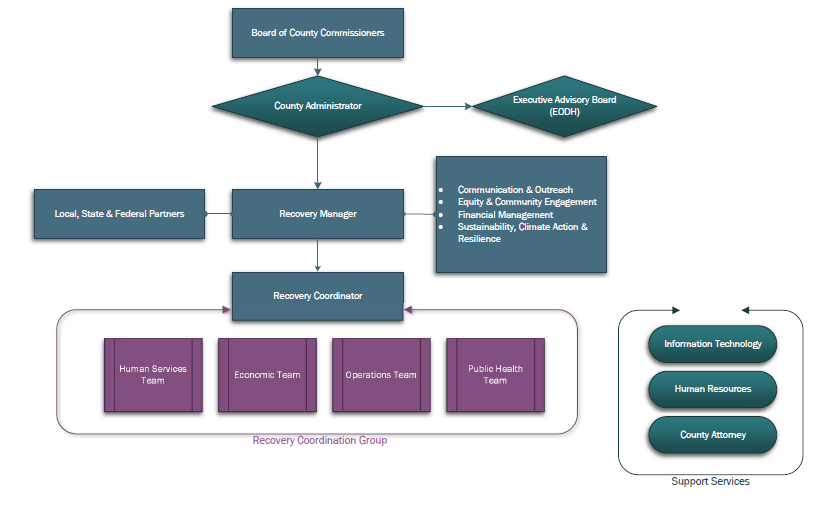 Board of County Commissioners
County Administrator
Executive Advisory Board
(EODH)
Local, State & Federal Partners
Recovery Manager
• Communication & Outreach
• Equity & Community Engagement
• Financial Management
• Sustainability, Climate Action &
Resilience
Recovery Coordinator
Human Services
Team
Economic Team
Operations Team
Public Health
Team
Recovery Coordination Group
Information Technology
Human Resources
County Attorney
Support Services